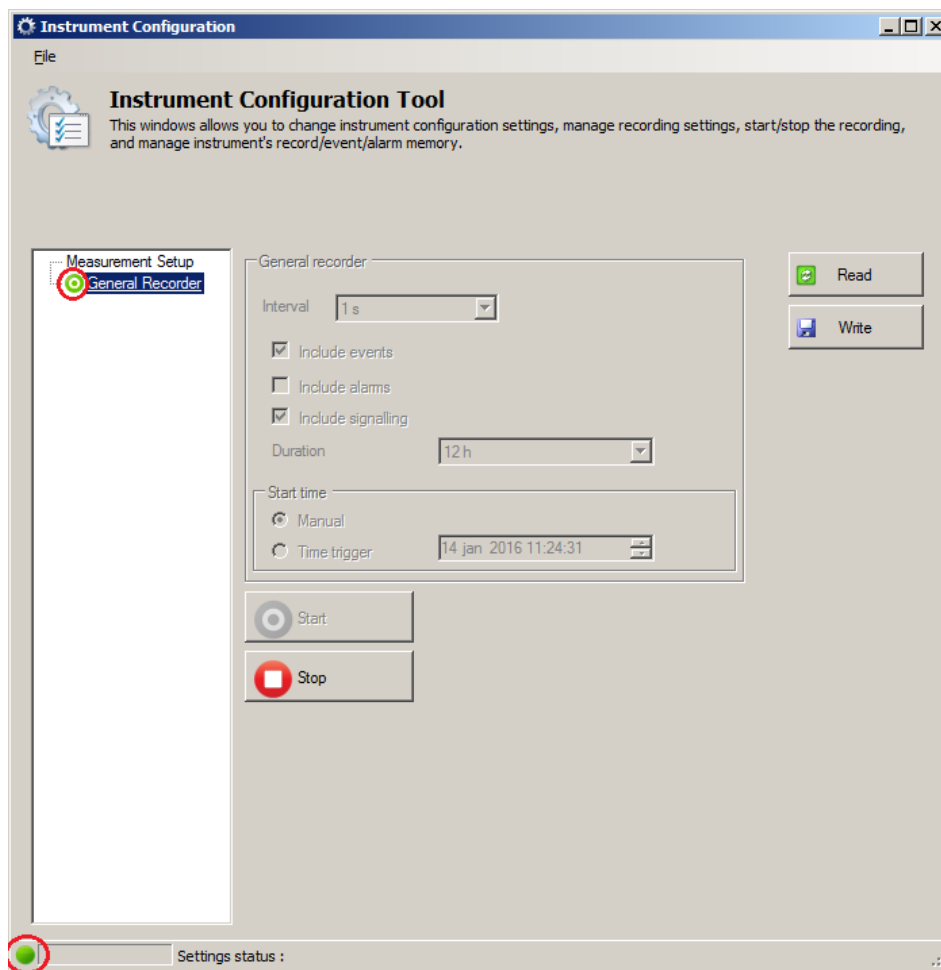 Instrument Configuration
File
Instrument Configuration Tool
This windows allows you to change instrument configuration settings, manage recording settings, start/stop the recording,
and manage instrument's record/event/alarm memory.
Measurement Setup
General Recorder
General recorder
Interval 1 s
Include events
Include alarms
Include signalling
Duration 12 h
Start time
Manual
Time trigger 14 jan 2016 11:24:31
Start
Stop
Read
Write
Settings status :